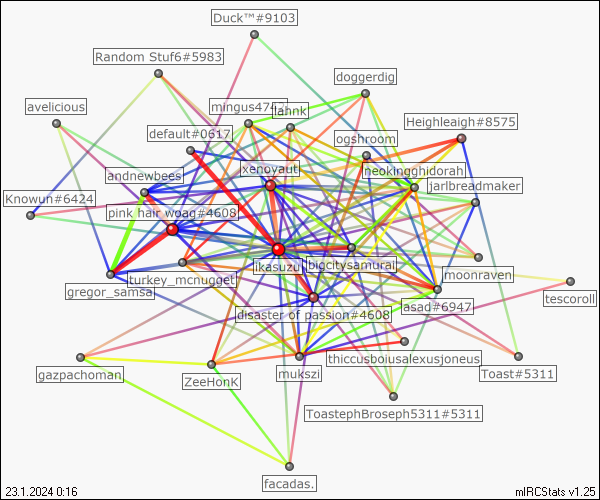 Duck™#9103
Random Stuf6#5983
doggerdig
avelicious
mingus47
lahnk
Heighleaigh#8575
default#0617
ogshroom
xenoyaut
neokingghidorah
andnewbees
jarlbreadmaker
Knowun#6424
pink hair woag#4608
ikasuzu
bigcitysamurai
moonraven
turkey_mcnugget
gregor_samsa
tescoroll
disaster of passion#4608
asad#6947
thiccusboiusalexusjoneus
gazpachoman.
ZeeHonK
mukszi
Toast#5311
ToastephBroseph5311#5311
facadas.
23.1.2024 0:16
mIRCStats v1.25